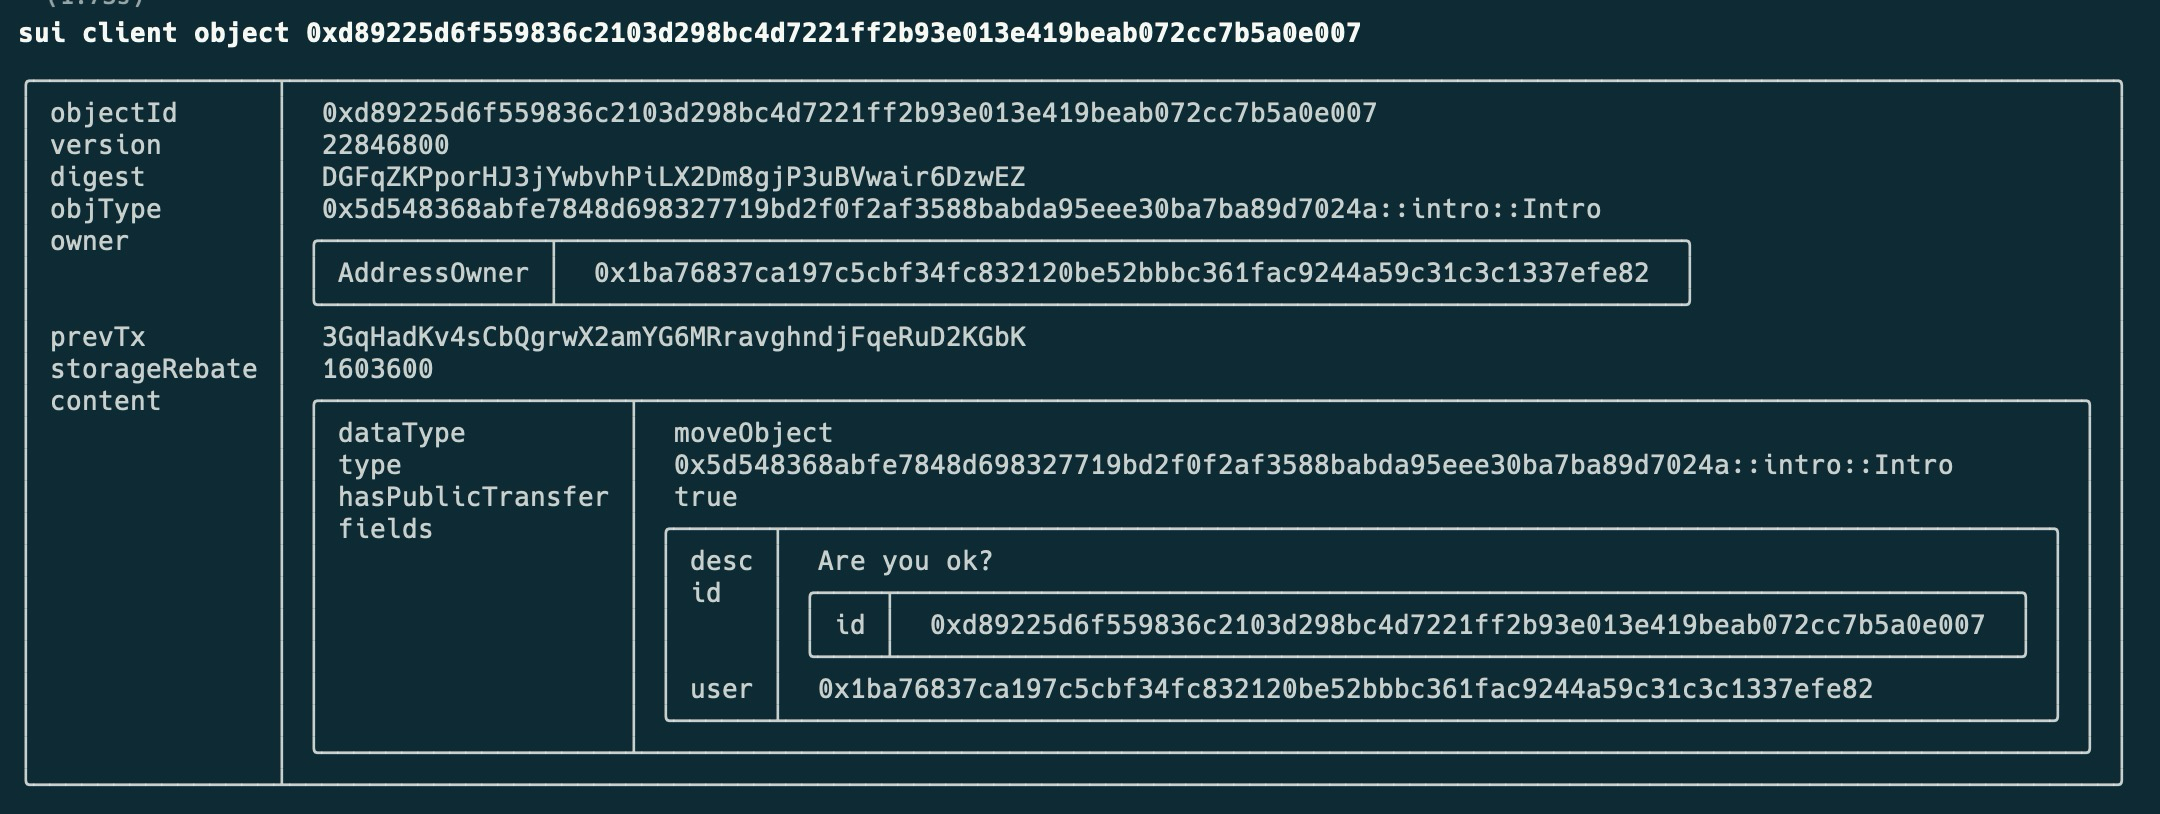 sui client object 0xd89225d6f559836c2103d298bc4d7221ff2b93e013e419beab072cc7b5a0e007
objectId 0xd89225d6f559836c2103d298bc4d7221ff2b93e013e419beab072cc7b5a0e007
version 22846800
digest DGFqZKPporHJ3jYwbvhPiLX2Dm8gjP3uBVwair6DzwEZ
objType 0x5d548368abfe7848d698327719bd2f0f2af3588babda95eee30ba7ba89d7024a::intro::Intro
owner
AddressOwner 0x1ba76837ca197c5cbf34fc832120be52bbbc361fac9244a59c31c3c1337efe82
prevTx 3GqHadKv4sCbQgrwX2amYG6MRravghndjFqeRuD2KGbK
storageRebate 1603600
content
dataType moveObject
type 0x5d548368abfe7848d698327719bd2f0f2af3588babda95eee30ba7ba89d7024a::intro::Intro
hasPublicTransfer true
fields
desc Are you ok?
id
id 0xd89225d6f559836c2103d298bc4d7221ff2b93e013e419beab072cc7b5a0e007
user 0x1ba76837ca197c5cbf34fc832120be52bbbc361fac9244a59c31c3c1337efe82